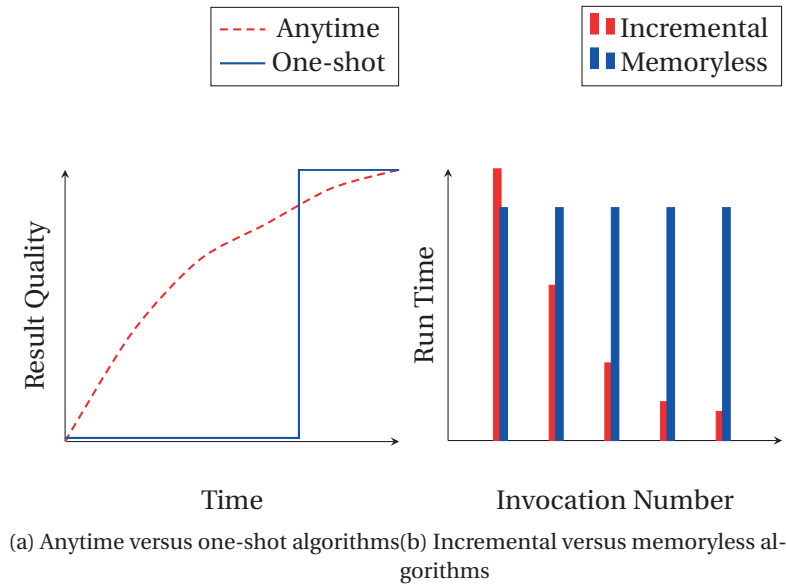 Anytime
One-shot
Result Quality
Time
(a) Anytime versus one-shot algorithms
Incremental
Memoryless
Run Time
Invocation Number
(b) Incremental versus memoryless al-
gorithms